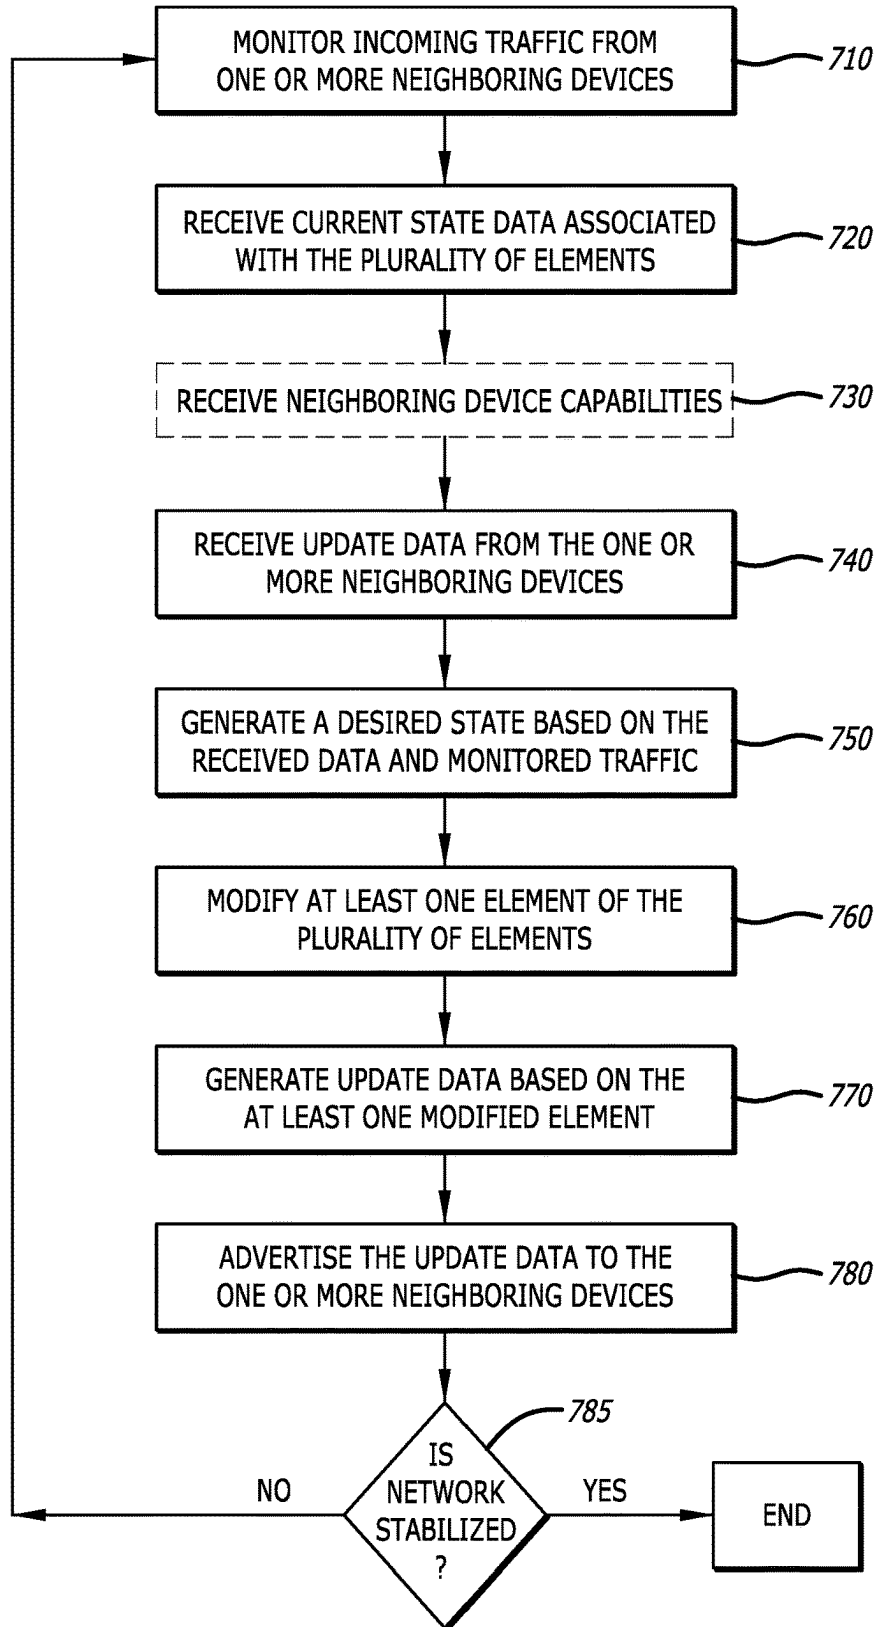 MONITOR INCOMING TRAFFIC FROM
ONE OR MORE NEIGHBORING DEVICES
710
RECEIVE CURRENT STATE DATA ASSOCIATED
WITH THE PLURALITY OF ELEMENTS
720
RECEIVE NEIGHBORING DEVICE CAPABILITIES
730
RECEIVE UPDATE DATA FROM THE ONE OR
MORE NEIGHBORING DEVICES
740
GENERATE A DESIRED STATE BASED ON THE
RECEIVED DATA AND MONITORED TRAFFIC
750
MODIFY AT LEAST ONE ELEMENT OF THE
PLURALITY OF ELEMENTS
760
GENERATE UPDATE DATA BASED ON THE
AT LEAST ONE MODIFIED ELEMENT
770
ADVERTISE THE UPDATE DATA TO THE
ONE OR MORE NEIGHBORING DEVICES
780
785
IS
NETWORK
STABILIZED
?
NO
YES
END